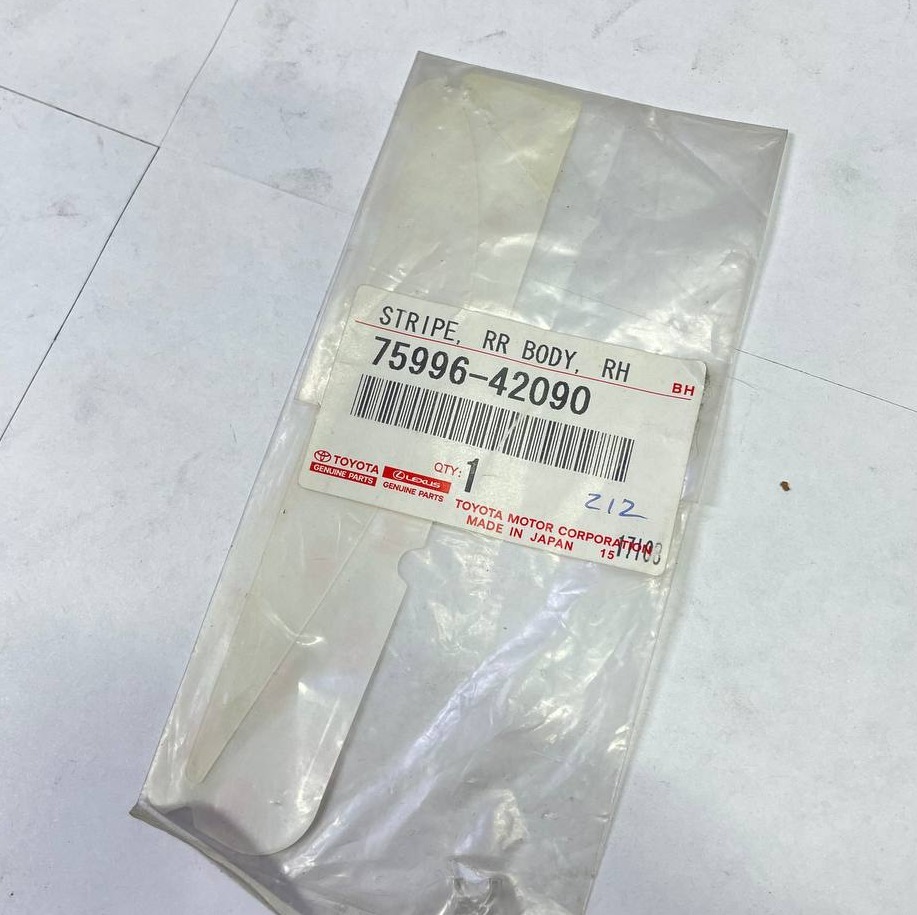 STRIPE, RR BODY, RH
BH
75996-42090
TOYOTA
GENUINE PARTS
LEXUS
GENUINE PARTS
QTY: 1
212
TOYOTA MOTOR CORPORATION
MADE IN JAPAN 15
17103